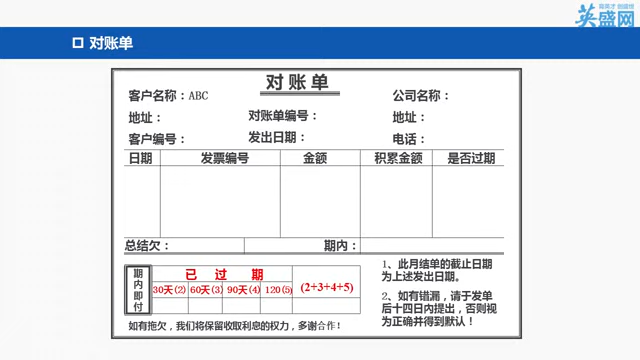 英盛网
对账单
对账单
客户名称：ABC
公司名称：
地址：
对账单编号：
地址：
客户编号：
发出日期：
电话：
日期 发票编号 金额 积累金额 是否过期
总结欠： 期内：
期内即付
已 过 期
30天(2) 60天(3) 90天(4) 120(5) (2+3+4+5)
1、此月结单的截止日期
为上述发出日期。
2、如有错漏，请于发单
后十四日内提出，否则视
为正确并得到默认！
如有拖欠，我们将保留收取利息的权力，多谢合作！